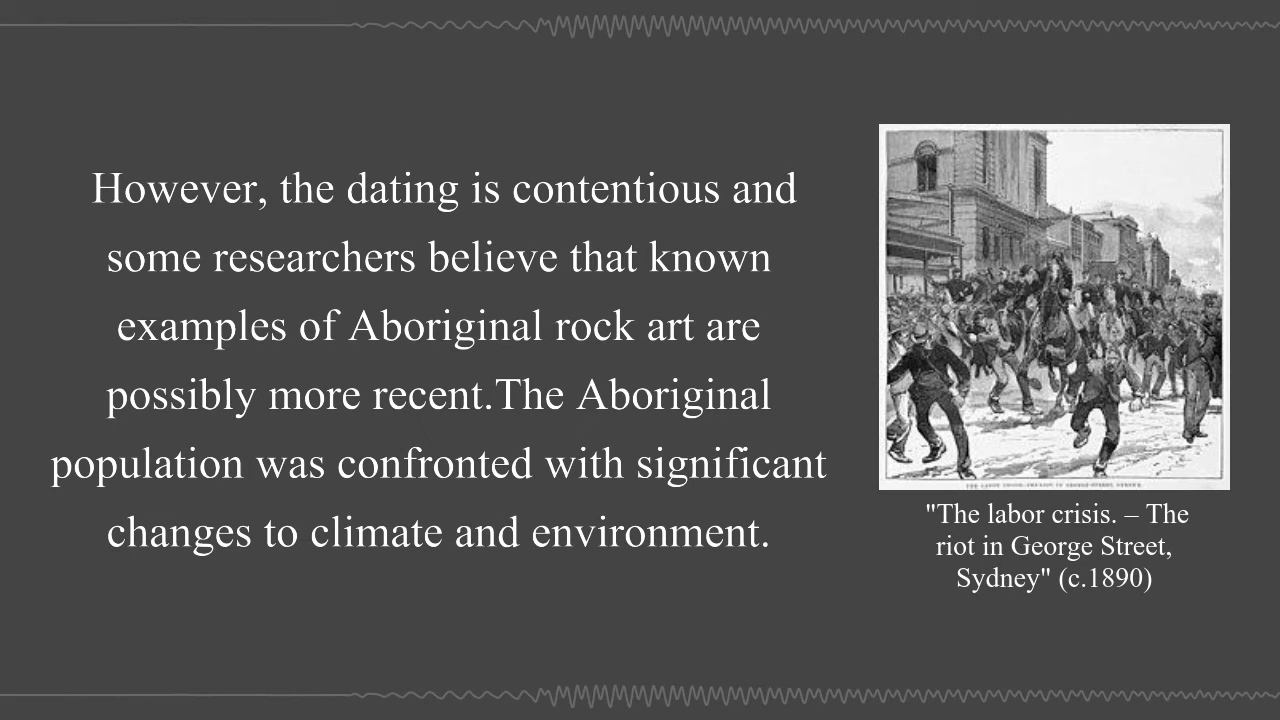 However, the dating is contentious and
some researchers believe that known
examples of Aboriginal rock art are
possibly more recent.The Aboriginal
population was confronted with significant
changes to climate and environment.
"The labor crisis. – The
riot in George Street,
Sydney" (c.1890)